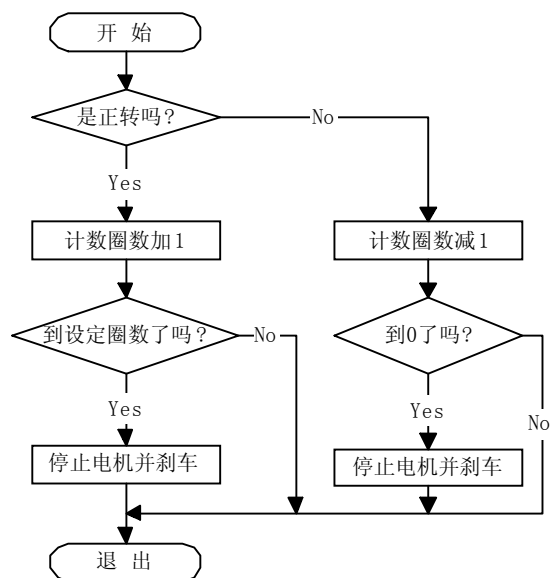 开 始
是正转吗?
No
Yes
计数圈数加1
计数圈数减1
到设定圈数了吗?
No
到0了吗?
Yes
Yes
No
停止电机并刹车
停止电机并刹车
退 出